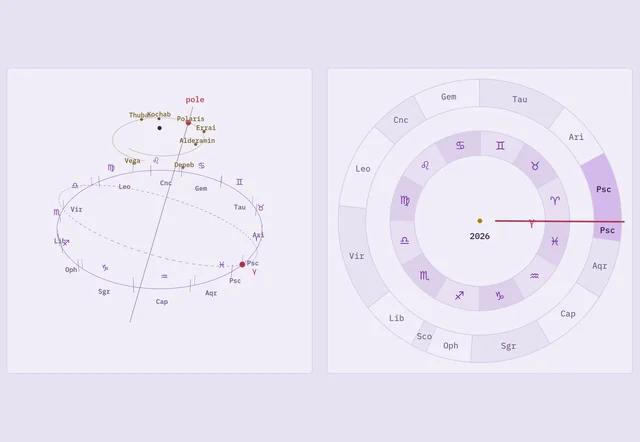 pole
Thuban
Kochab
Polaris
Errai
Alderamin
Vega
♌
Deneb
♋
♍
Leo
Cnc
Gem
♊
♎
Tau
♉
Vir
♏
Ari
Lib
♐
Oph
♑
♒
♓
Psc
♈
Psc
Sgr
Cap
Aqr
Gem
Tau
Cnc
Ari
♋
♊
Leo
♌
♉
Psc
♍
♈
♈
2026
Psc
♎
♓
Vir
Aqr
♏
♒
♐
♑
Lib
Cap
Sco
Oph
Sgr